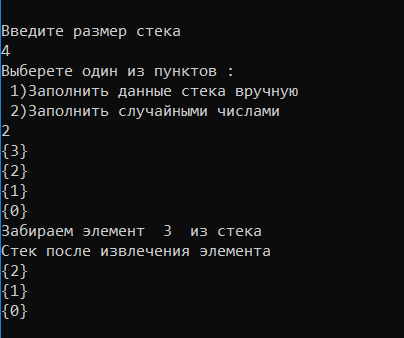 Введите размер стека
4
Выберете один из пунктов :
1)Заполнить данные стека вручную
2)Заполнить случайными числами
2
{3}
{2}
{1}
{0}
Забираем элемент  3  из стека
Стек после извлечения элемента
{2}
{1}
{0}